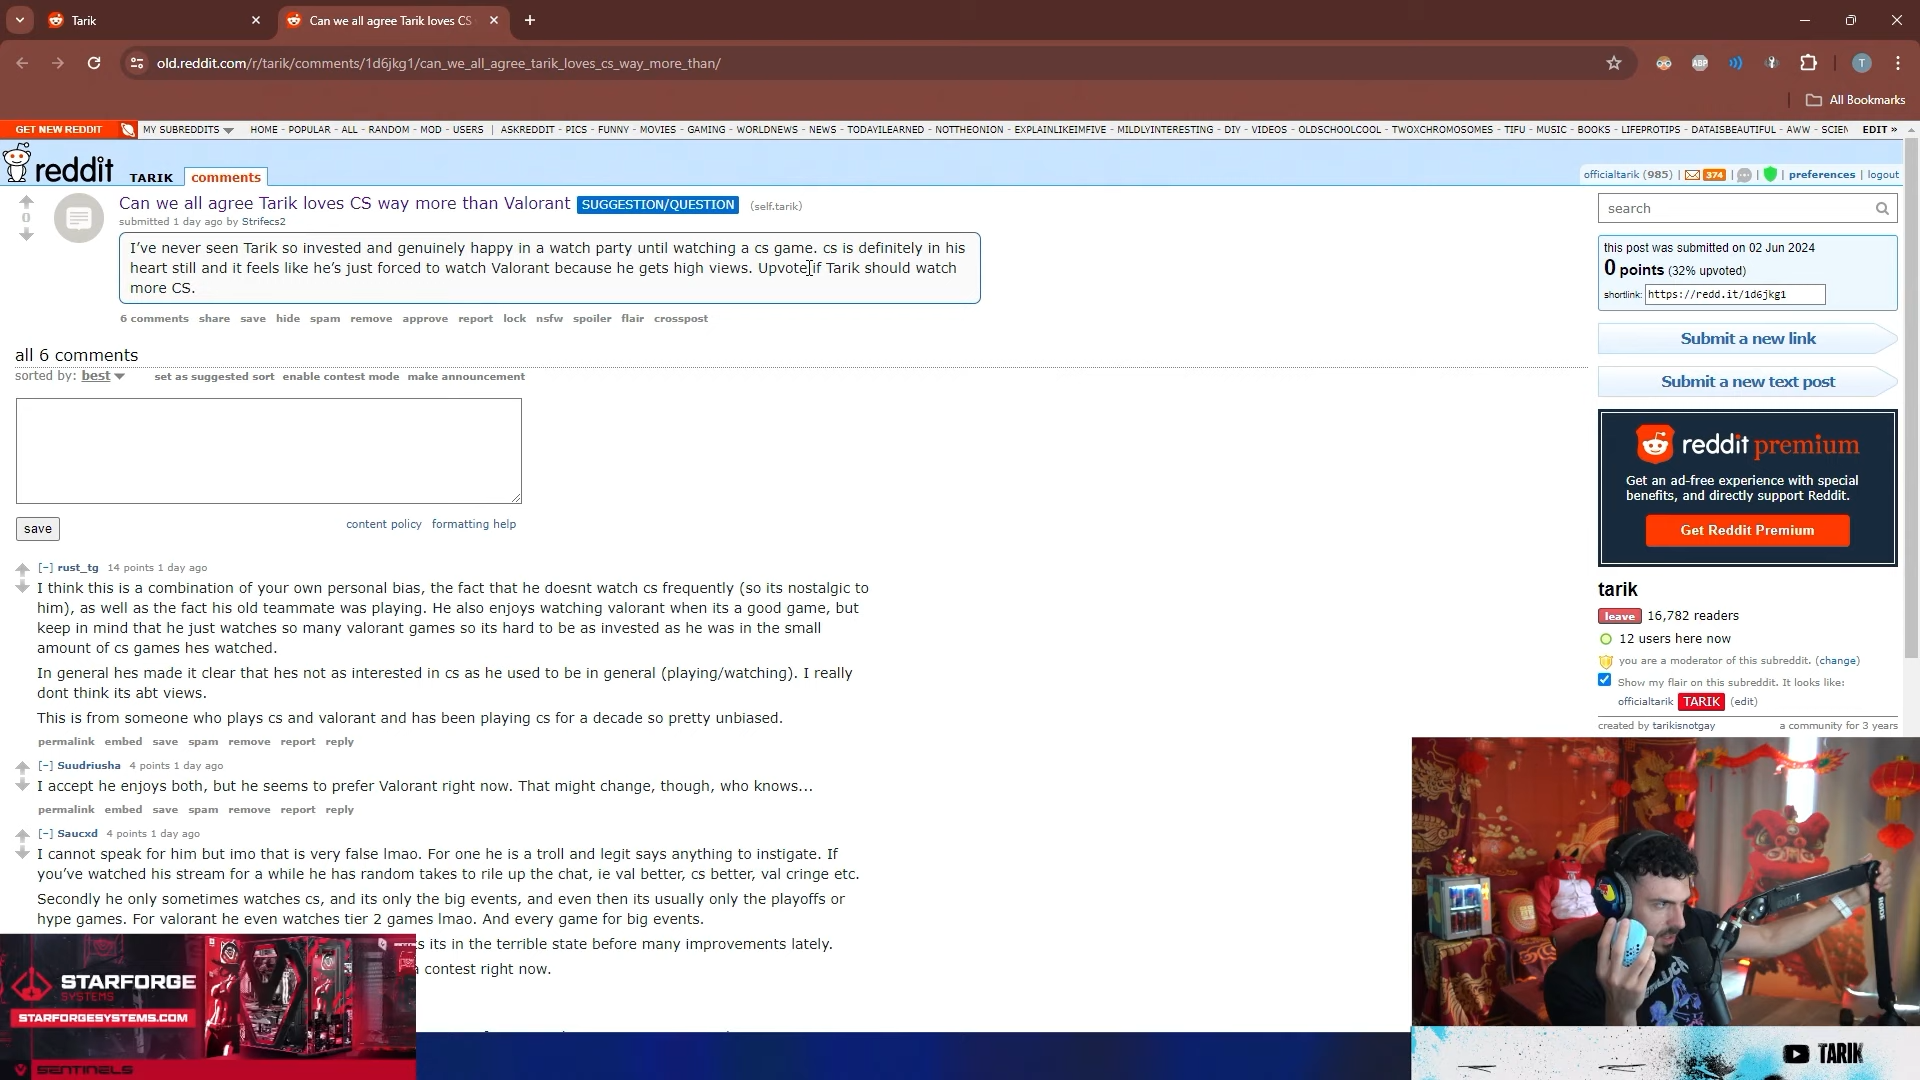 Tarik
Can we all agree Tarik loves CS
old.reddit.com/r/tarik/comments/1d6jkg1/can_we_all_agree_tarik_loves_cs_way_more_than/
ABP
T
All Bookmarks
GET NEW REDDIT MY SUBREDDITS HOME - POPULAR - ALL - RANDOM - MOD - USERS | ASKREDDIT - PICS - FUNNY - MOVIES - GAMING - WORLDNEWS - NEWS - TODAYILEARNED - NOTTHEONION - EXPLAINLIKEIMFIVE - MILDLYINTERESTING - DIY - VIDEOS - OLDSCHOOLCOOL - TWOXCHROMOSOMES - TIFU - MUSIC - BOOKS - LIFEPROTIPS - DATAISBEAUTIFUL - AWW - SCIEN EDIT »
reddit TARIK comments
officialtarik (985) | 374 | | | preferences | logout
0
Can we all agree Tarik loves CS way more than Valorant SUGGESTION/QUESTION (self.tarik)
submitted 1 day ago by Strifecs2
I've never seen Tarik so invested and genuinely happy in a watch party until watching a cs game. cs is definitely in his
heart still and it feels like he's just forced to watch Valorant because he gets high views. Upvote if Tarik should watch
more CS.
6 comments share save hide spam remove approve report lock nsfw spoiler flair crosspost
all 6 comments
sorted by: best set as suggested sort enable contest mode make announcement
save
content policy formatting help
[-] rust_tg 14 points 1 day ago
I think this is a combination of your own personal bias, the fact that he doesnt watch cs frequently (so its nostalgic to
him), as well as the fact his old teammate was playing. He also enjoys watching valorant when its a good game, but
keep in mind that he just watches so many valorant games so its hard to be as invested as he was in the small
amount of cs games hes watched.
In general hes made it clear that hes not as interested in cs as he used to be in general (playing/watching). I really
dont think its abt views.
This is from someone who plays cs and valorant and has been playing cs for a decade so pretty unbiased.
permalink embed save spam remove report reply
[-] Suudriusha 4 points 1 day ago
I accept he enjoys both, but he seems to prefer Valorant right now. That might change, though, who knows...
permalink embed save spam remove report reply
[-] Saucxd 4 points 1 day ago
I cannot speak for him but imo that is very false lmao. For one he is a troll and legit says anything to instigate. If
you've watched his stream for a while he has random takes to rile up the chat, ie val better, cs better, val cringe etc.
Secondly he only sometimes watches cs, and its only the big events, and even then its usually only the playoffs or
hype games. For valorant he even watches tier 2 games lmao. And every game for big events.
s its in the terrible state before many improvements lately.
contest right now.
search
this post was submitted on 02 Jun 2024
0 points (32% upvoted)
shortlink: https://redd.it/1d6jkg1
Submit a new link
Submit a new text post
reddit premium
Get an ad-free experience with special
benefits, and directly support Reddit.
Get Reddit Premium
tarik
leave 16,782 readers
12 users here now
you are a moderator of this subreddit. (change)
Show my flair on this subreddit. It looks like:
officialtarik TARIK (edit)
created by tarikisnotgay a community for 3 years
STARFORGE
SYSTEMS
STARFORGESYSTEMS.COM
SENTINELS
RODE
RODE
METALLICA
TARIK